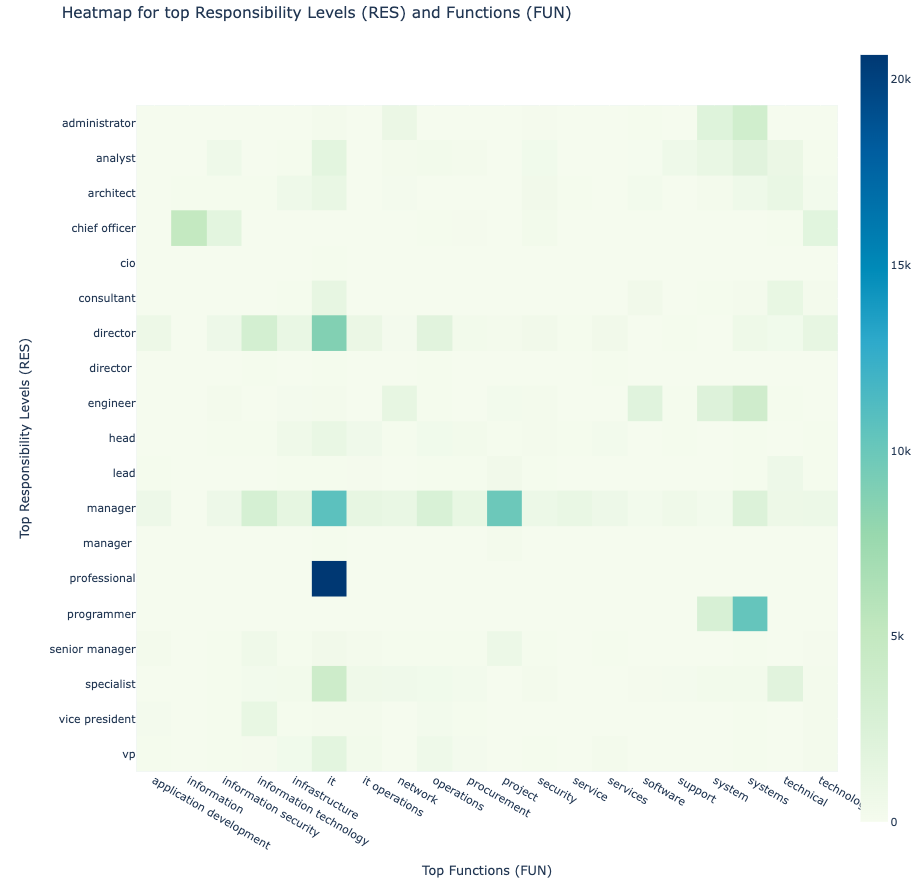 Heatmap for top Responsibility Levels (RES) and Functions (FUN)
20k
15k
10k
5k
0
Top Responsibility Levels (RES)
administrator
analyst
architect
chief officer
cio
consultant
director
director
engineer
head
lead
manager
manager
professional
programmer
senior manager
specialist
vice president
vp
application development
information
information security
information technology
infrastructure
it
it operations
network
operations
procurement
project
security
service
services
software
support
system
systems
technical
technolog
Top Functions (FUN)